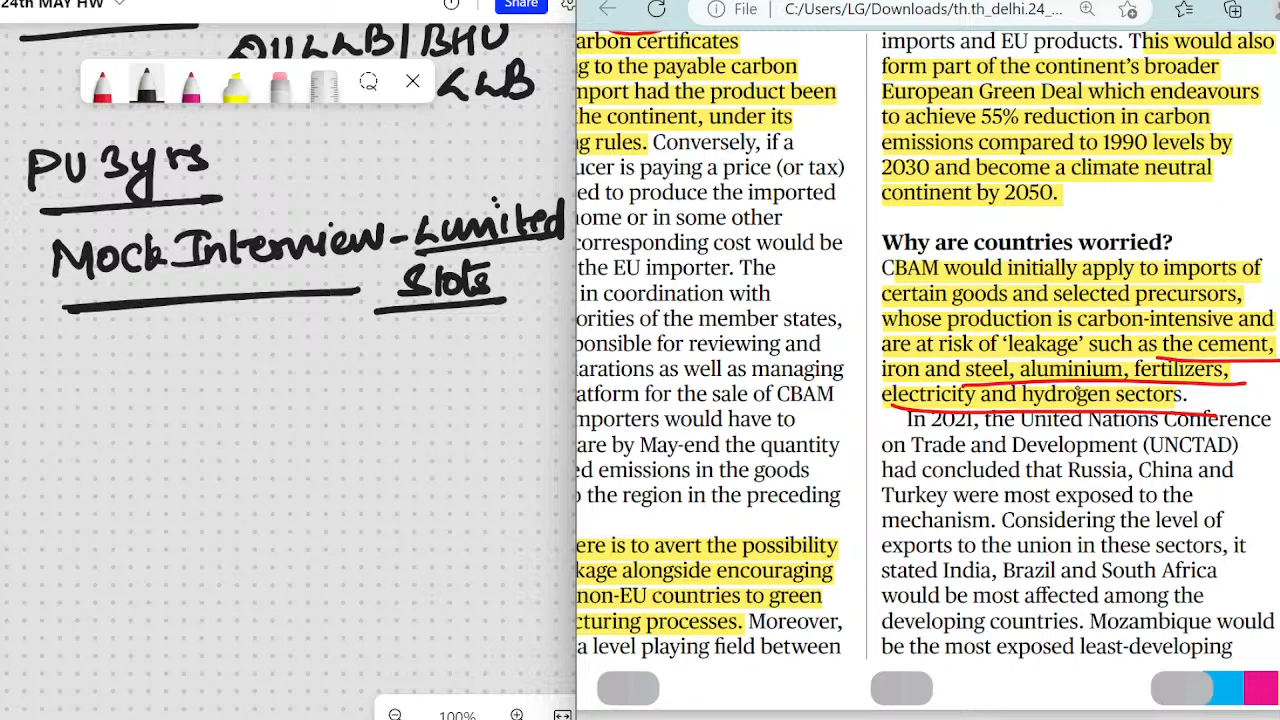 24th MAY HW
Share
LLB/BHU
LLB
PU 3yrs
Mock Interview - Limited
Slots
100%
File
C:/Users/LG/Downloads/th.th_delhi.24_...
arbon certificates
g to the payable carbon
mport had the product been
he continent, under its
ng rules. Conversely, if a
ucer is paying a price (or tax)
ed to produce the imported
ome or in some other
corresponding cost would be
the EU importer. The
in coordination with
orities of the member states,
ponsible for reviewing and
larations as well as managing
atform for the sale of CBAM
mporters would have to
are by May-end the quantity
ed emissions in the goods
o the region in the preceding
ere is to avert the possibility
kage alongside encouraging
non-EU countries to green
cturing processes. Moreover,
a level playing field between
imports and EU products. This would also
form part of the continent's broader
European Green Deal which endeavours
to achieve 55% reduction in carbon
emissions compared to 1990 levels by
2030 and become a climate neutral
continent by 2050.
Why are countries worried?
CBAM would initially apply to imports of
certain goods and selected precursors,
whose production is carbon-intensive and
are at risk of 'leakage' such as the cement,
iron and steel, aluminium, fertilizers,
electricity and hydrogen sectors.
In 2021, the United Nations Conference
on Trade and Development (UNCTAD)
had concluded that Russia, China and
Turkey were most exposed to the
mechanism. Considering the level of
exports to the union in these sectors, it
stated India, Brazil and South Africa
would be most affected among the
developing countries. Mozambique would
be the most exposed least-developing